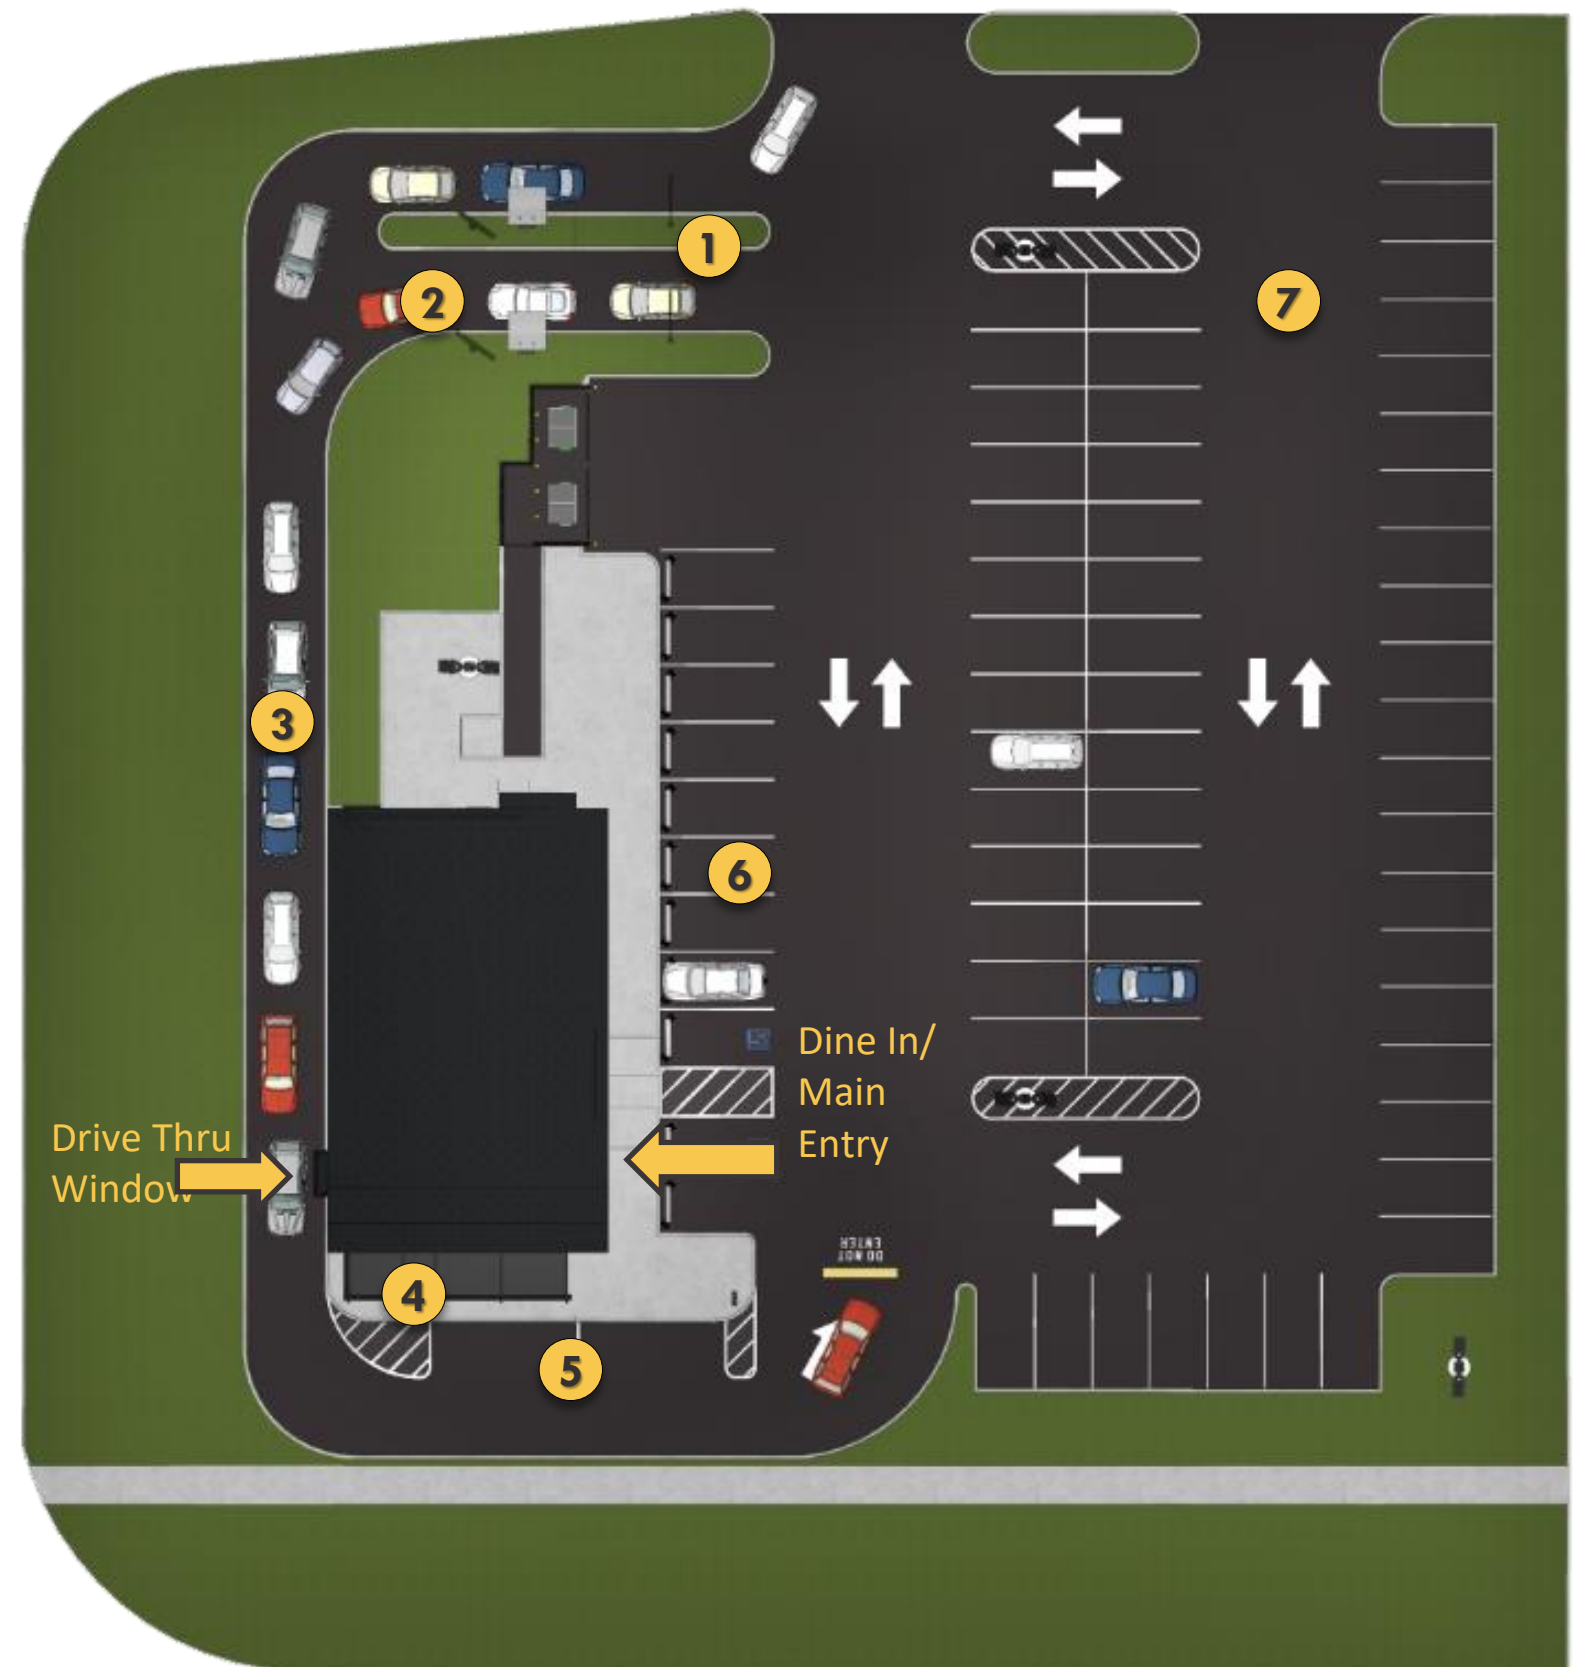 1
2
7
3
6
Dine In/
Main
Entry
Drive Thru
Window
DO NOT
ENTER
4
5